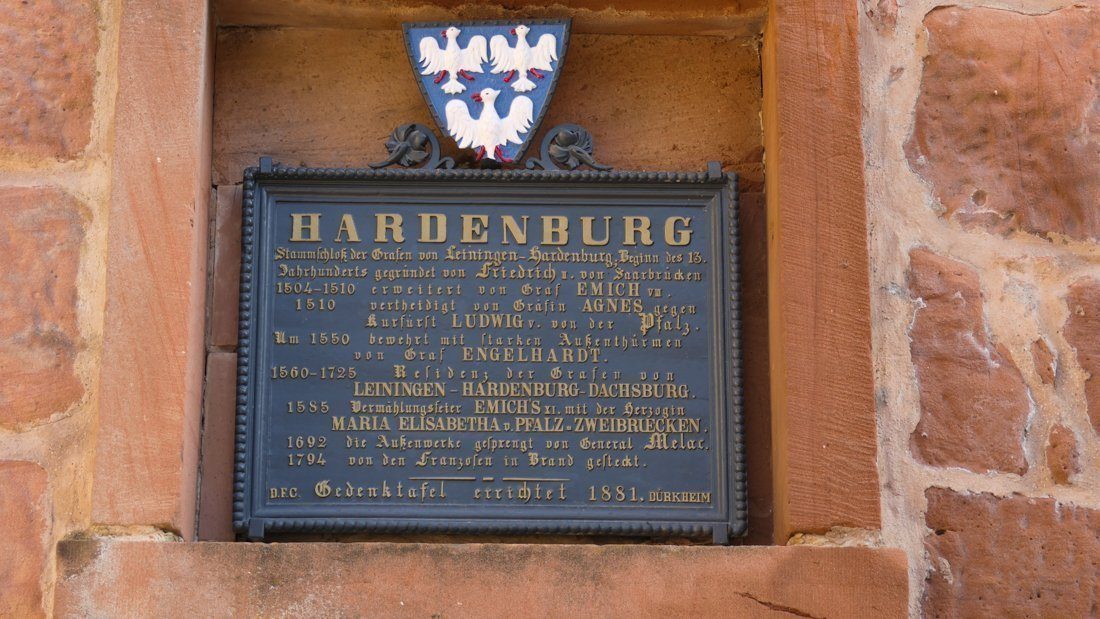 HARDENBURG
Stammschloß der Grafen von Leiningen-Hardenburg, Beginn des 13.
Jahrhunderts gegründet von Friedrich II. von Saarbrücken
1504-1510 erweitert von Graf EMICH VIII.
1510 vertheidigt von Gräfin AGNES gegen
Kurfürst LUDWIG V. von der Pfalz.
Um 1550 bewehrt mit starken Außenthürmen
von Graf ENGELHARDT.
1560-1725 Residenz der Grafen von
LEININGEN-HARDENBURG-DACHSBURG.
1585 Vermählungsfeier EMICH'S XI. mit der Herzogin
MARIA ELISABETHA v. PFALZ-ZWEIBRUECKEN.
1692 die Außenwerke gesprengt von General Melac.
1794 von den Franzosen in Brand gesteckt.
D.F.C. Gedenktafel errichtet 1881. DÜRKHEIM